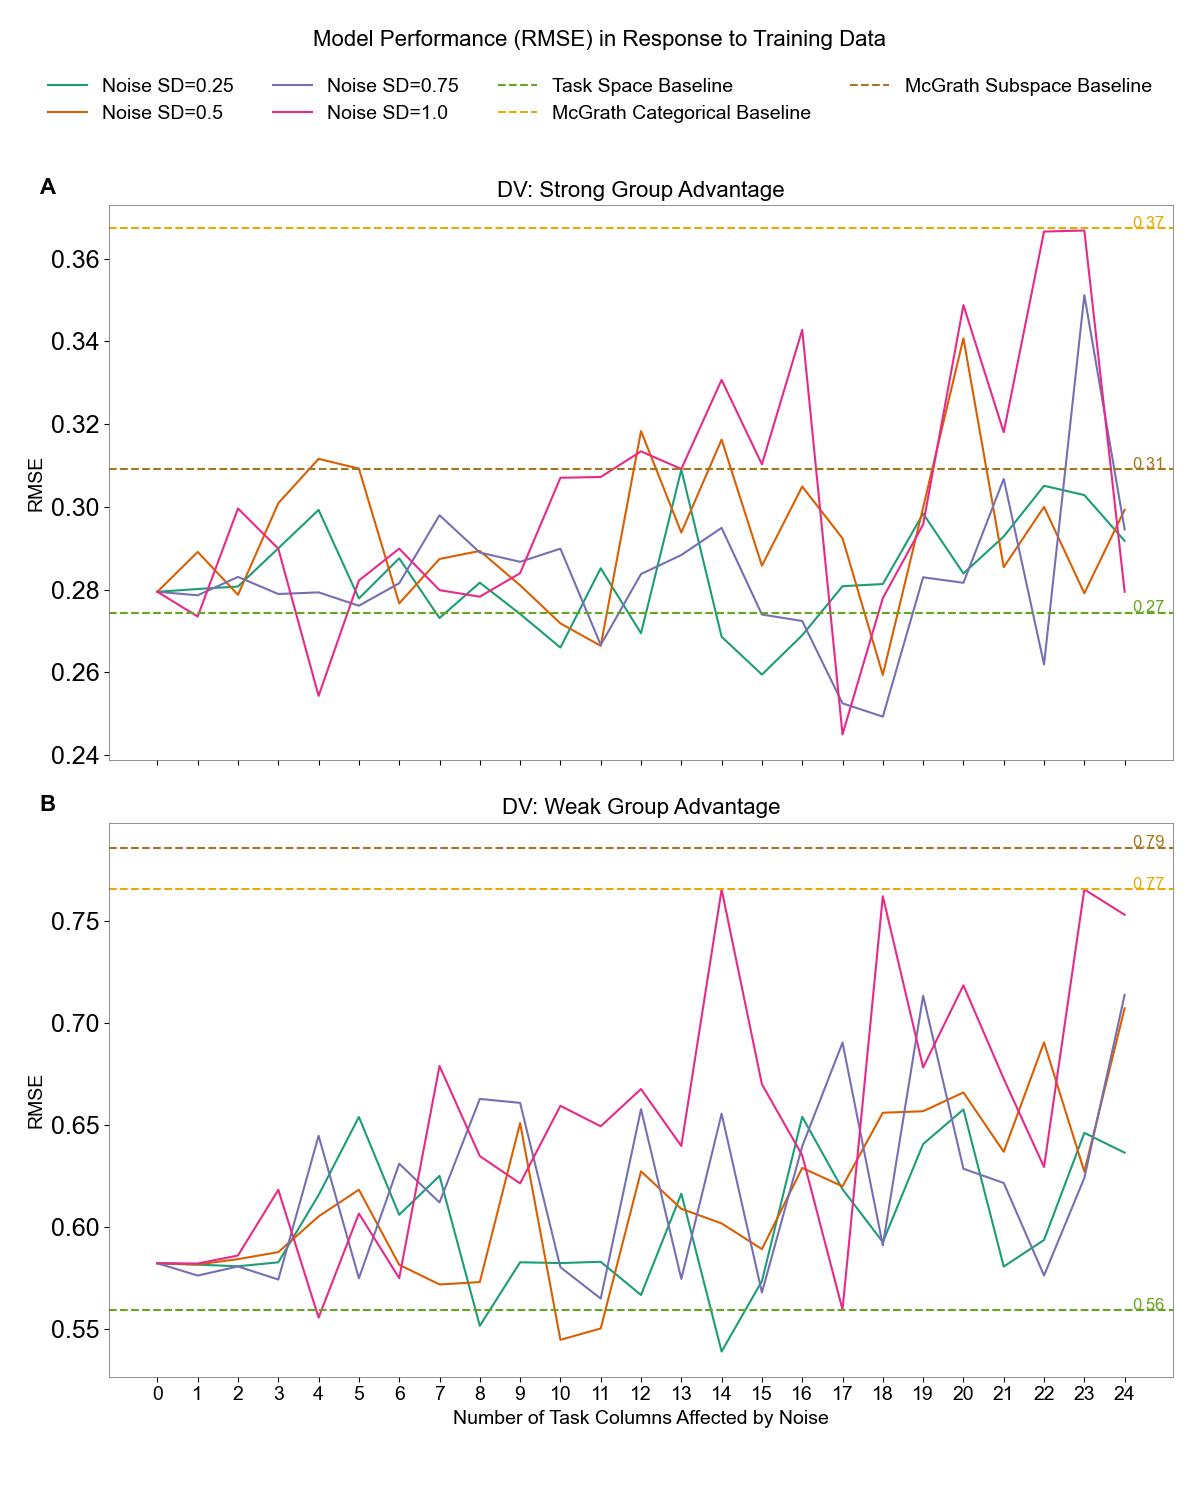 Model Performance (RMSE) in Response to Training Data
Noise SD=0.25
Noise SD=0.75
Task Space Baseline
McGrath Subspace Baseline
Noise SD=0.5
Noise SD=1.0
McGrath Categorical Baseline
A
DV: Strong Group Advantage
0.37
0.36
0.34
0.32
0.31
0.30
0.28
0.27
0.26
0.24
RMSE
B
DV: Weak Group Advantage
0.79
0.77
0.75
0.70
0.65
0.60
0.56
0.55
RMSE
0 1 2 3 4 5 6 7 8 9 10 11 12 13 14 15 16 17 18 19 20 21 22 23 24
Number of Task Columns Affected by Noise